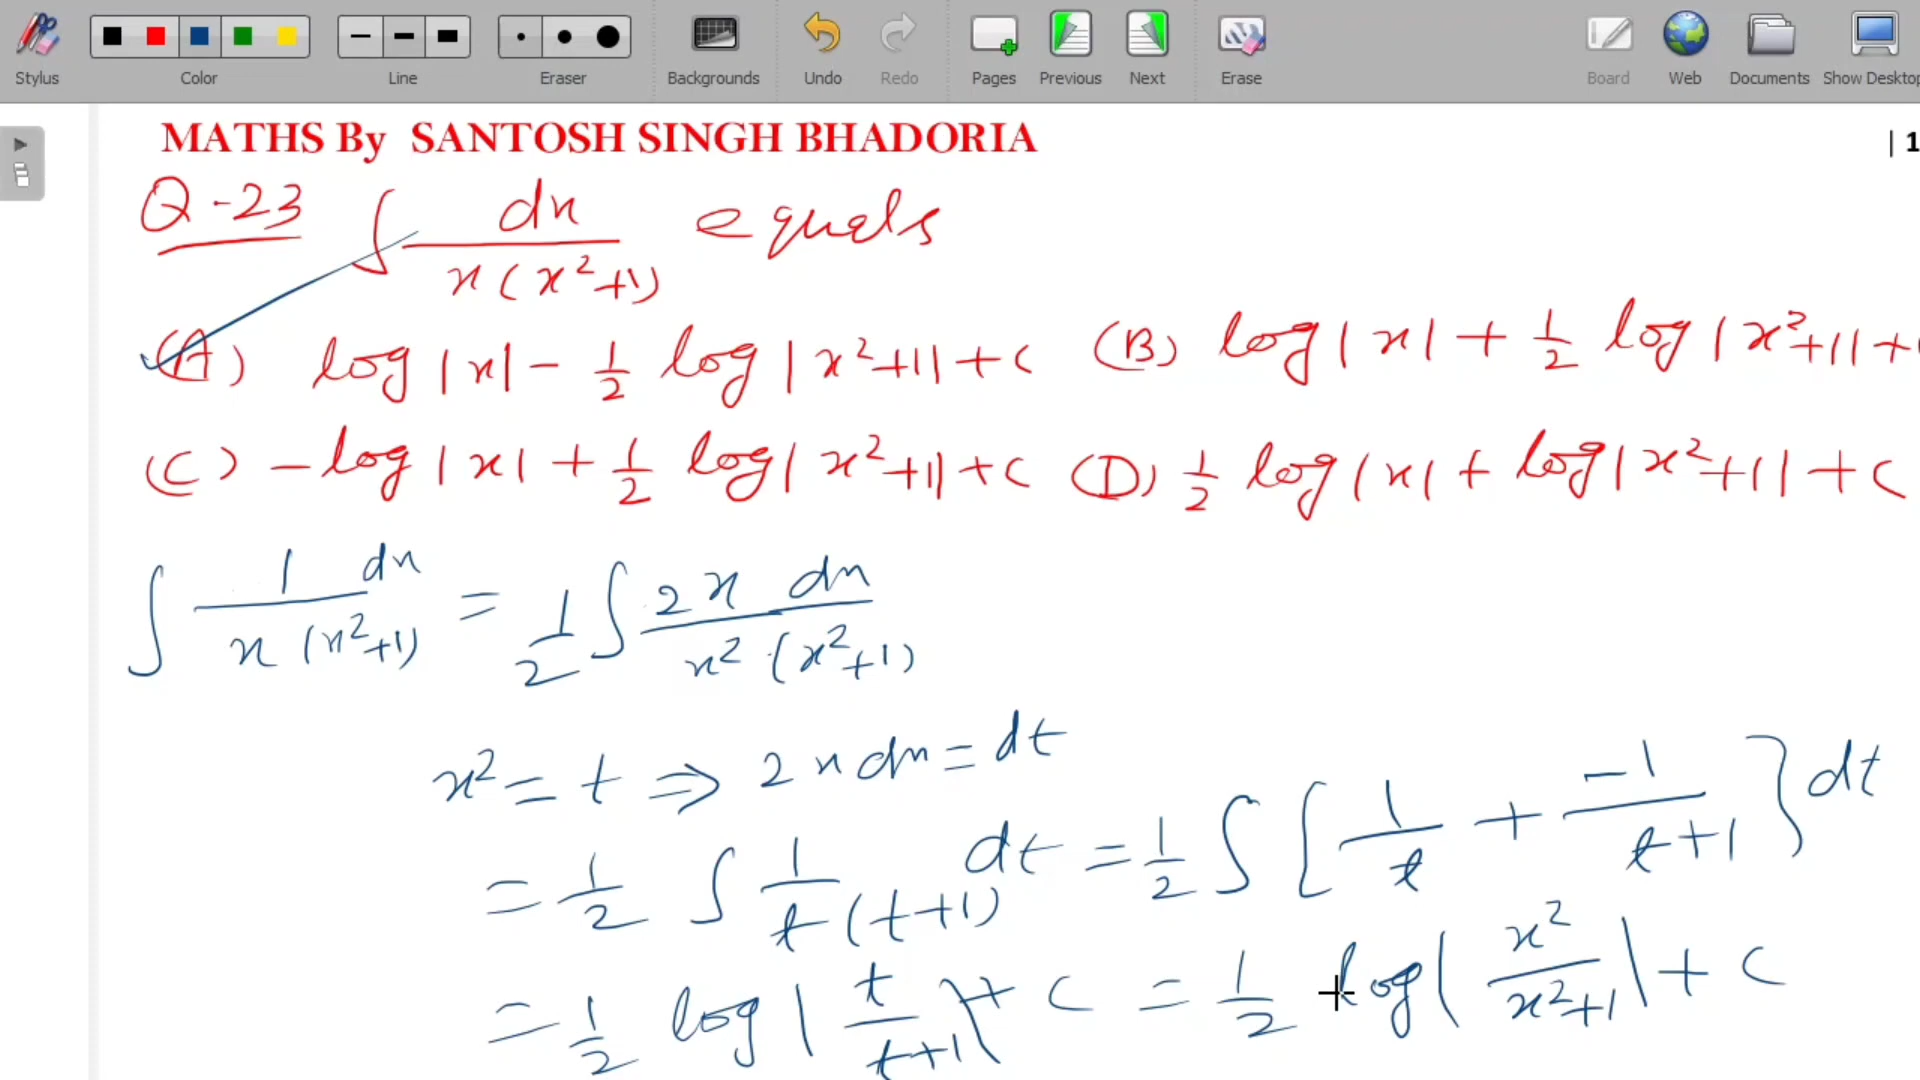 Stylus Color Line Eraser Backgrounds Undo Redo Pages Previous Next Erase Board Web Documents Show Desktop
MATHS By SANTOSH SINGH BHADORIA | 1
Q-23 ∫ dx / x(x²+1) equals
(A) log|x| - 1/2 log|x²+1| + C (B) log|x| + 1/2 log|x²+1| +
(C) -log|x| + 1/2 log|x²+1| + C (D) 1/2 log|x| + log|x²+1| + C
∫ 1 dx / x(x²+1) = 1/2 ∫ 2x dx / x²(x²+1)
x² = t ⇒ 2x dx = dt
= 1/2 ∫ 1 / t(t+1) dt = 1/2 ∫ [1/t + -1/(t+1)} dt
= 1/2 log|t/(t+1)| + C = 1/2 log|x²/(x²+1)| + C